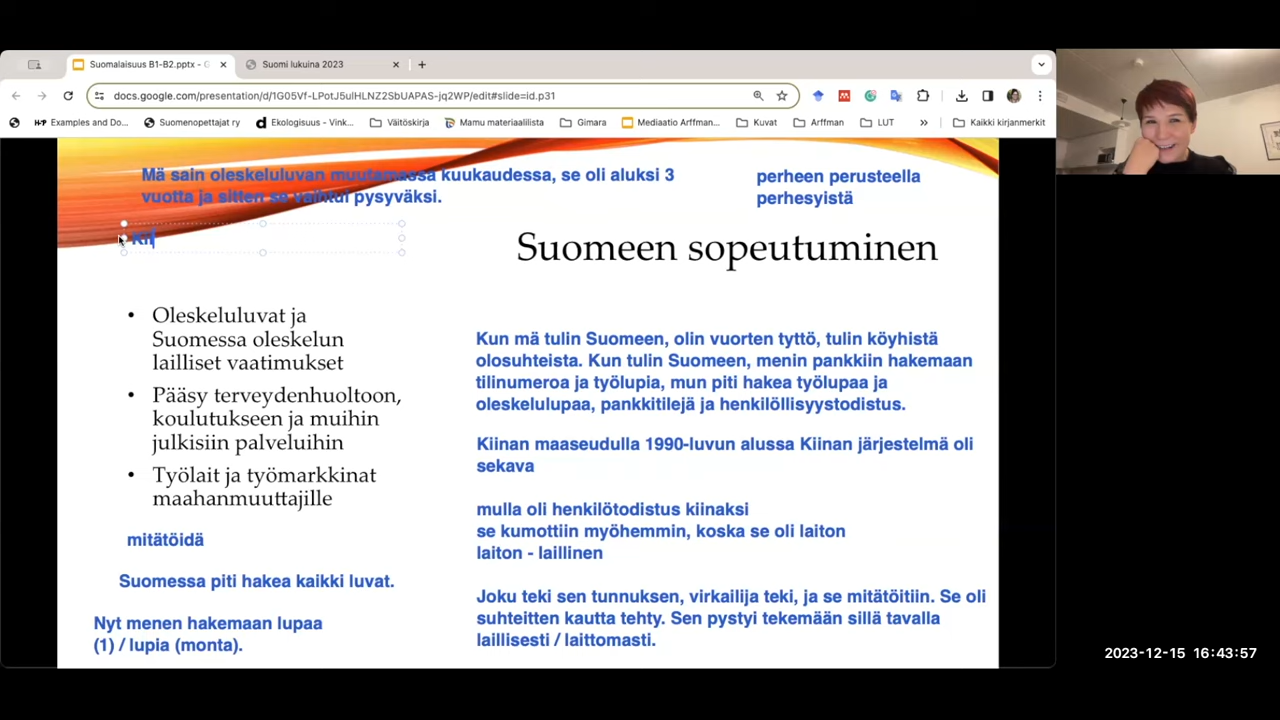 Suomalaisuus B1-B2.pptx - G
Suomi lukuina 2023
docs.google.com/presentation/d/1G05Vf-LPotJ5ulHLNZ2SbUAPAS-jq2WP/edit#slide=id.p31
Examples and Do...
Suomenopettajat ry
Ekologisuus - Vink...
Väitöskirja
Mamu materiaalilista
Gimara
Mediaatio Arffman...
Kuvat
Arffman
LUT
»
Kaikki kirjanmerkit
Mä sain oleskeluluvan muutamassa kuukaudessa, se oli aluksi 3
vuotta ja sitten se vaihtui pysyväksi.
perheen perusteella
perhesyistä
Kii
Suomeen sopeutuminen
• Oleskeluluvat ja
Suomessa oleskelun
lailliset vaatimukset
• Pääsy terveydenhuoltoon,
koulutukseen ja muihin
julkisiin palveluihin
• Työlait ja työmarkkinat
maahanmuuttajille
mitätöidä
Suomessa piti hakea kaikki luvat.
Nyt menen hakemaan lupaa
(1) / lupia (monta).
Kun mä tulin Suomeen, olin vuorten tyttö, tulin köyhistä
olosuhteista. Kun tulin Suomeen, menin pankkiin hakemaan
tilinumeroa ja työlupia, mun piti hakea työlupaa ja
oleskelulupaa, pankkitilejä ja henkilöllisyystodistus.
Kiinan maaseudulla 1990-luvun alussa Kiinan järjestelmä oli
sekava
mulla oli henkilötodistus kiinaksi
se kumottiin myöhemmin, koska se oli laiton
laiton - laillinen
Joku teki sen tunnuksen, virkailija teki, ja se mitätöitiin. Se oli
suhteitten kautta tehty. Sen pystyi tekemään sillä tavalla
laillisesti / laittomasti.
2023-12-15 16:43:57